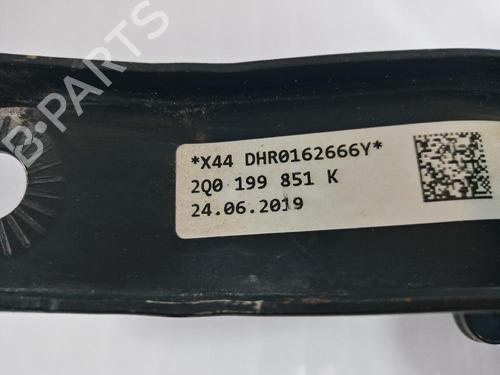 B-PARTS
*X44 DHR0162666Y*
2Q0 199 851 K
24.06.2019